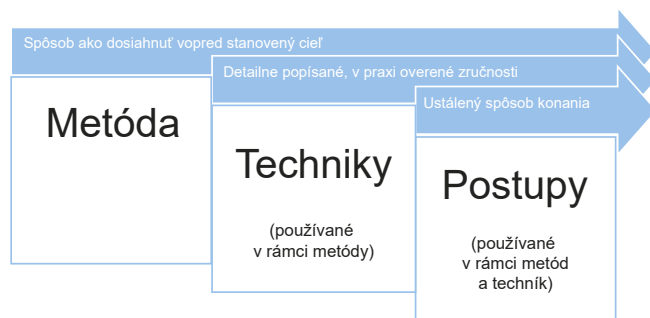 Spôsob ako dosiahnuť vopred stanovený cieľ
Metóda
Detailne popísané, v praxi overené zručnosti
Techniky
(používané
v rámci metódy)
Ustálený spôsob konania
Postupy
(používané
v rámci metód
a techník)